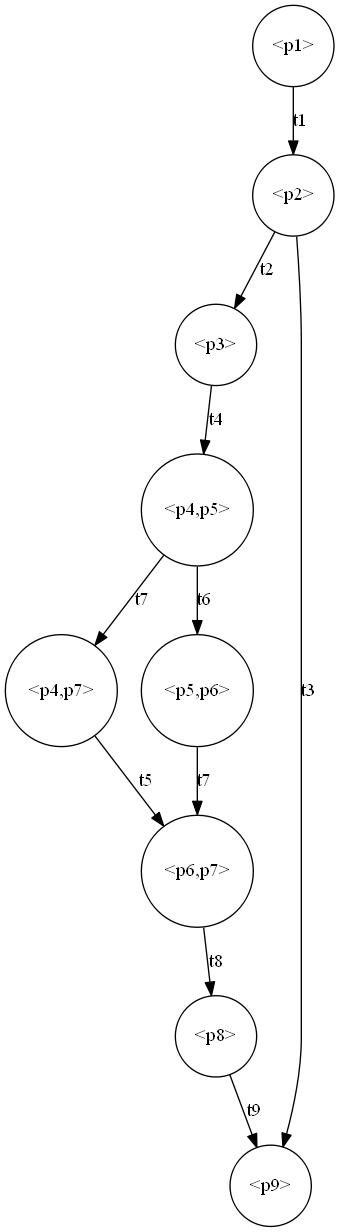 <p1>
t1
<p2>
t2
<p3>
t4
<p4,p5>
t7
t6
<p4,p7>
<p5,p6>
t3
t5
t7
<p6,p7>
t8
<p8>
t9
<p9>